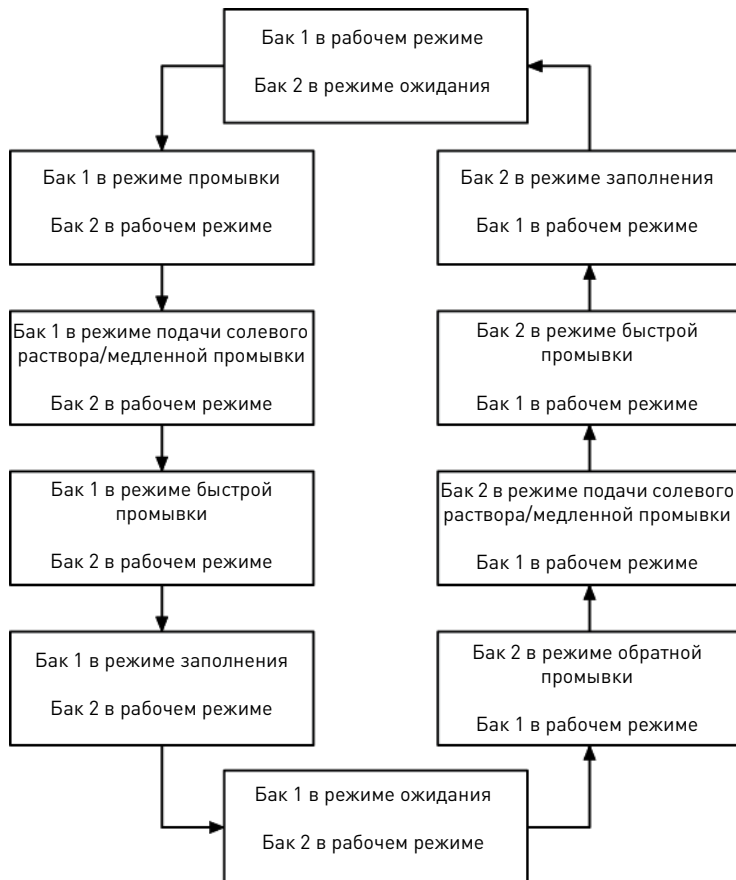 Бак 1 в рабочем режиме
Бак 2 в режиме ожидания
Бак 1 в режиме промывки
Бак 2 в рабочем режиме
Бак 1 в режиме подачи солевого
раствора/медленной промывки
Бак 2 в рабочем режиме
Бак 1 в режиме быстрой
промывки
Бак 2 в рабочем режиме
Бак 1 в режиме заполнения
Бак 2 в рабочем режиме
Бак 1 в режиме ожидания
Бак 2 в рабочем режиме
Бак 2 в режиме обратной
промывки
Бак 1 в рабочем режиме
Бак 2 в режиме подачи солевого
раствора/медленной промывки
Бак 1 в рабочем режиме
Бак 2 в режиме быстрой
промывки
Бак 1 в рабочем режиме
Бак 2 в режиме заполнения
Бак 1 в рабочем режиме